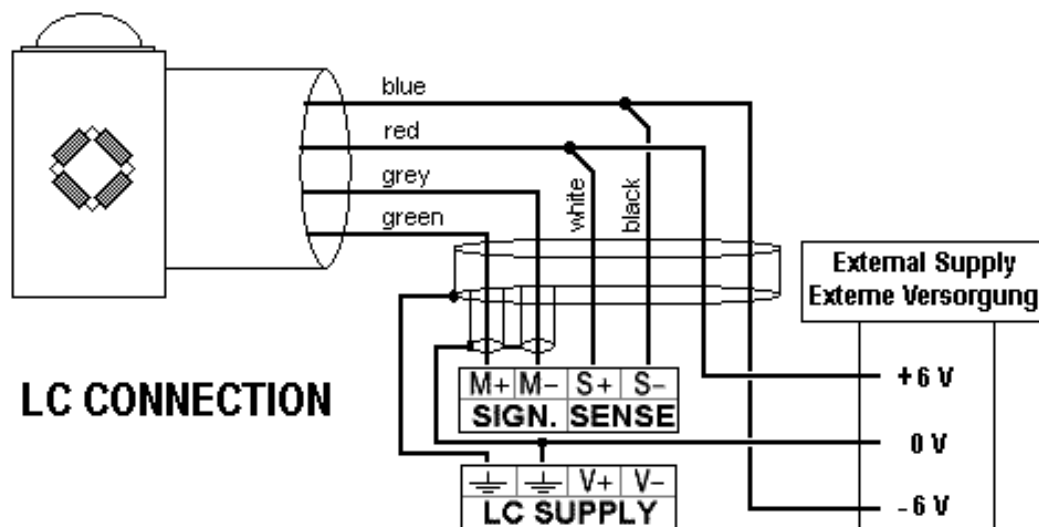 blue
red
grey
green
white
black
External Supply
Externe Versorgung
M+ M- S+ S-
SIGN. SENSE
+6 V
LC CONNECTION
0 V
V+ V-
LC SUPPLY
-6 V